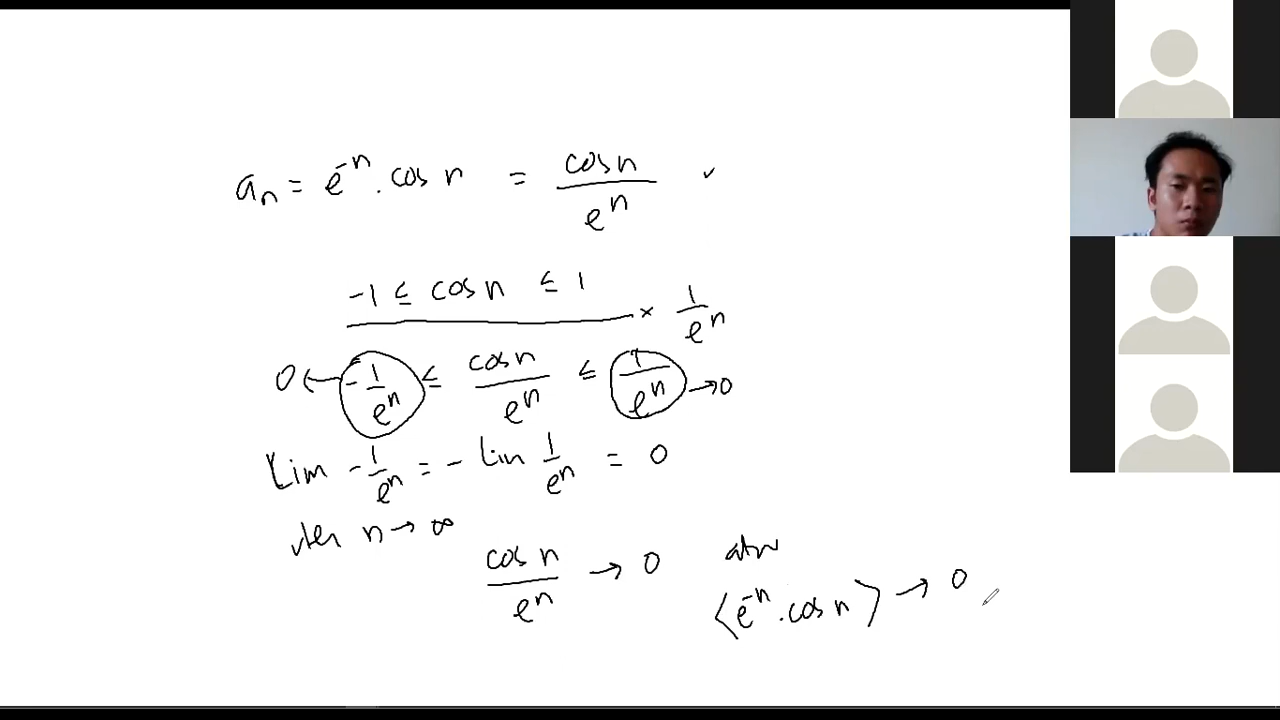 aₙ = e⁻ⁿ . cos n = cos n / eⁿ ✓
-1 ≤ cos n ≤ 1
× 1/eⁿ
0 ← -1/eⁿ ≤ cos n / eⁿ ≤ 1/eⁿ → 0
Lim -1/eⁿ = - Lim 1/eⁿ = 0
n → ∞
cos n / eⁿ → 0 atau
⟨e⁻ⁿ . cos n⟩ → 0